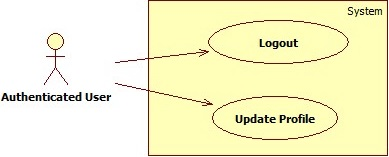 System
Logout
Authenticated User
Update Profile